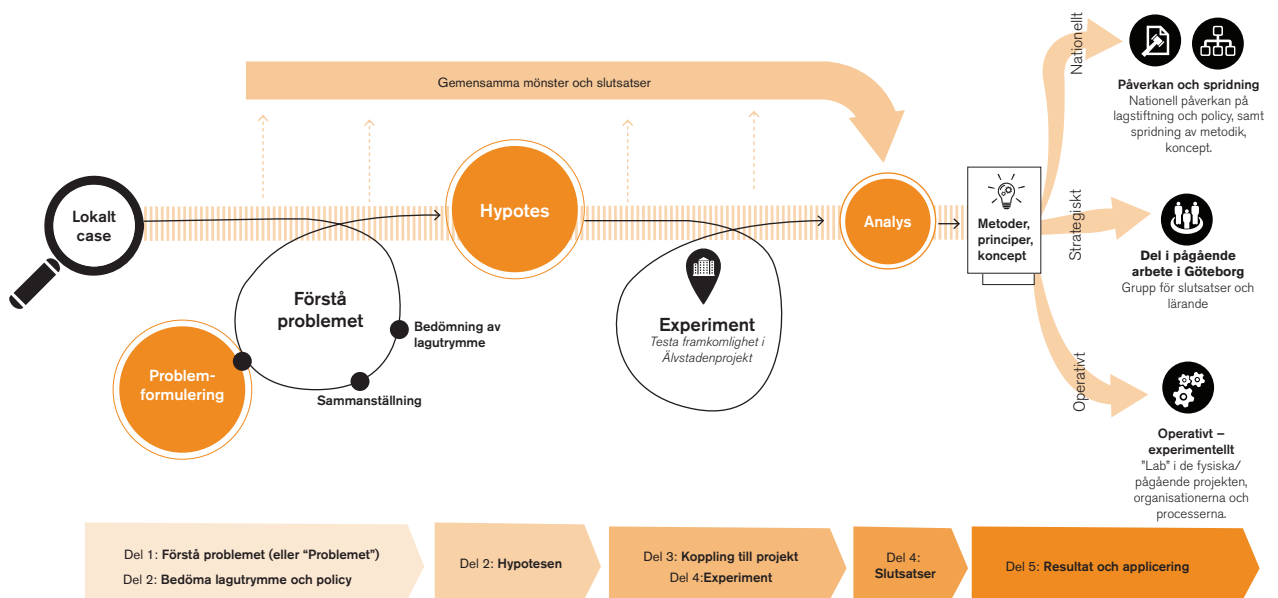 Gemensamma mönster och slutsatser
Lokalt
case
Problem-
formulering
Förstå
problemet
Bedömning av
lagutrymme
Sammanställning
Hypotes
Experiment
Testa framkomlighet i
Älvstadenprojekt
Analys
Metoder,
principer,
koncept
Nationellt
Påverkan och spridning
Nationell påverkan på
lagstiftning och policy, samt
spridning av metodik,
koncept.
Strategiskt
Del i pågående
arbete i Göteborg
Grupp för slutsatser och
lärande
Operativt
Operativt –
experimentellt
"Lab" i de fysiska/
pågående projekten,
organisationerna och
processerna.
Del 1: Förstå problemet (eller “Problemet”)
Del 2: Bedöma lagutrymme och policy
Del 2: Hypotesen
Del 3: Koppling till projekt
Del 4:Experiment
Del 4:
Slutsatser
Del 5: Resultat och applicering